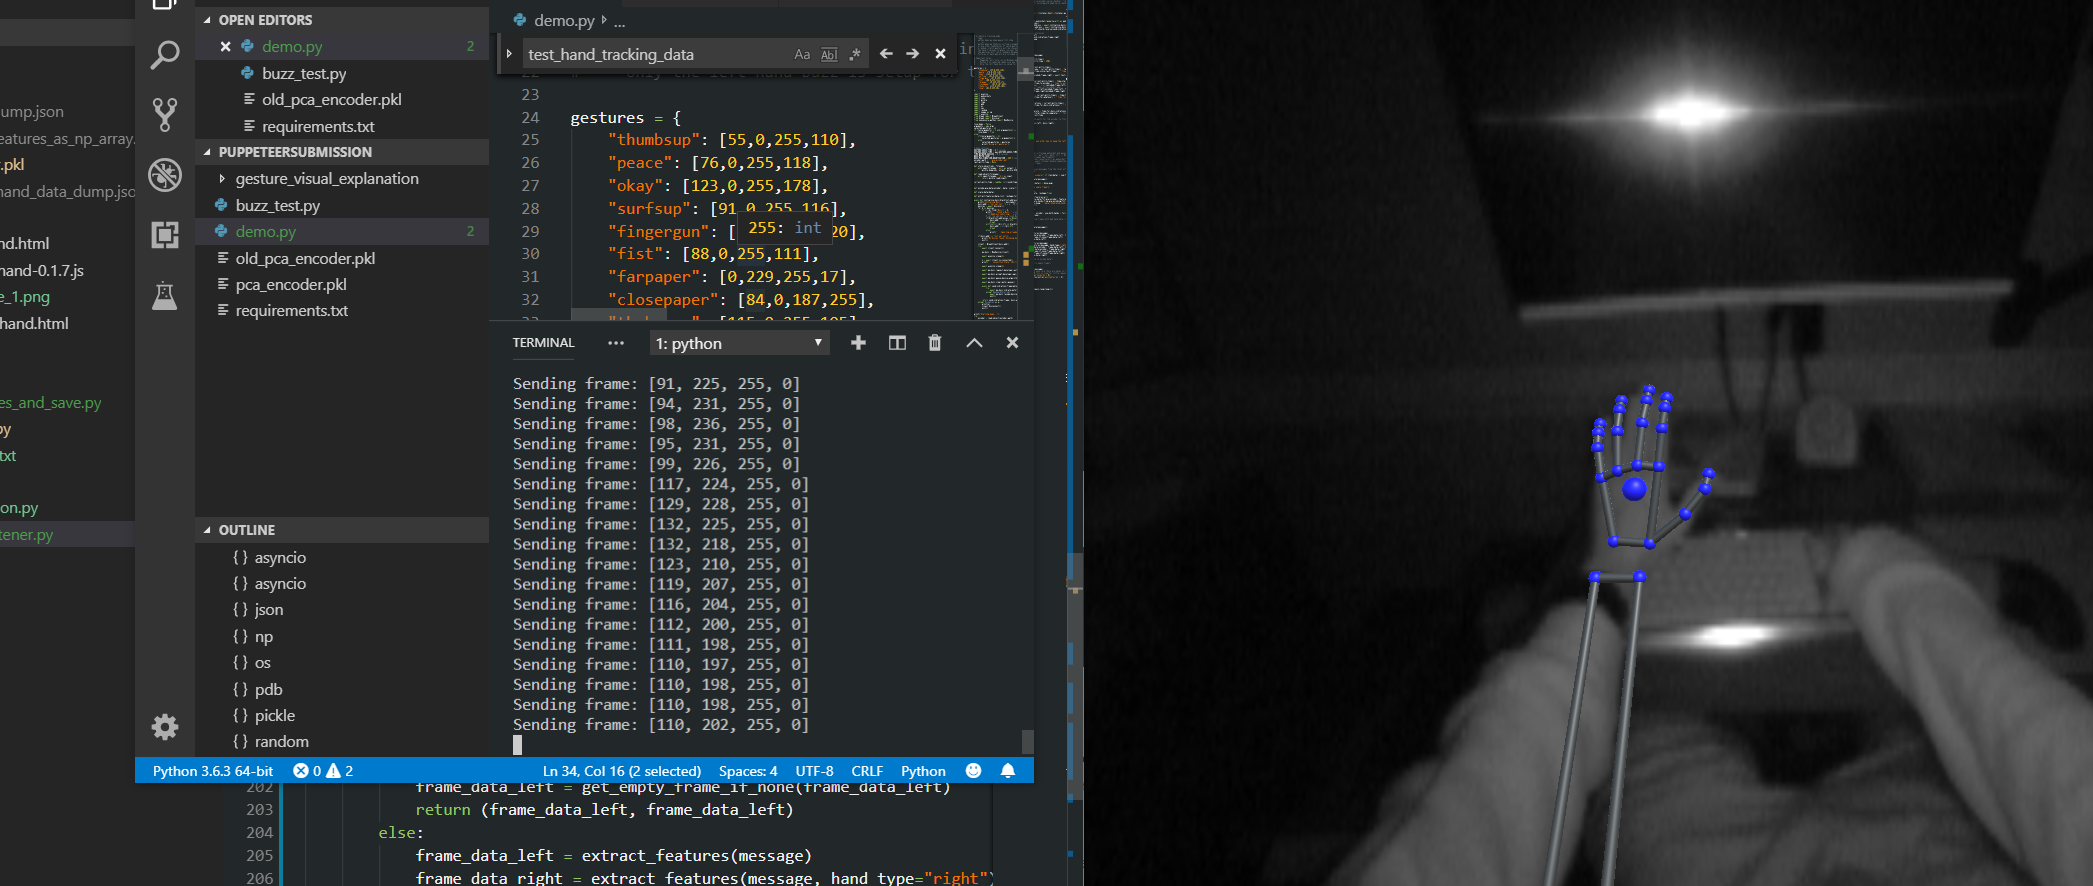 ump.json
eatures_as_np_array.
.pkl
hand_data_dump.jso
nd.html
hand-0.1.7.js
e_1.png
hand.html
es_and_save.py
py
txt
on.py
tener.py
OPEN EDITORS
demo.py 2
buzz_test.py
old_pca_encoder.pkl
requirements.txt
PUPPETEERSUBMISSION
gesture_visual_explanation
buzz_test.py
demo.py 2
old_pca_encoder.pkl
pca_encoder.pkl
requirements.txt
OUTLINE
{ } asyncio
{ } asyncio
{ } json
{ } np
{ } os
{ } pdb
{ } pickle
{ } random
demo.py ...
test_hand_tracking_data Aa Abl .*
23
24 gestures = {
25 "thumbsup": [55,0,255,110],
26 "peace": [76,0,255,118],
27 "okay": [123,0,255,178],
28 "surfsup": [91,0,255,116],
29 "fingergun": [ 20],
255: int
30 "fist": [88,0,255,111],
31 "farpaper": [0,229,255,17],
32 "closepaper": [84,0,187,255],
TERMINAL ... 1: python
Sending frame: [91, 225, 255, 0]
Sending frame: [94, 231, 255, 0]
Sending frame: [98, 236, 255, 0]
Sending frame: [95, 231, 255, 0]
Sending frame: [99, 226, 255, 0]
Sending frame: [117, 224, 255, 0]
Sending frame: [129, 228, 255, 0]
Sending frame: [132, 225, 255, 0]
Sending frame: [132, 218, 255, 0]
Sending frame: [123, 210, 255, 0]
Sending frame: [119, 207, 255, 0]
Sending frame: [116, 204, 255, 0]
Sending frame: [112, 200, 255, 0]
Sending frame: [111, 198, 255, 0]
Sending frame: [110, 197, 255, 0]
Sending frame: [110, 198, 255, 0]
Sending frame: [110, 198, 255, 0]
Sending frame: [110, 202, 255, 0]
Python 3.6.3 64-bit 0 2 Ln 34, Col 16 (2 selected) Spaces: 4 UTF-8 CRLF Python
202 frame_data_left = get_empty_frame_if_none(frame_data_left)
203 return (frame_data_left, frame_data_left)
204 else:
205 frame_data_left = extract_features(message)
206 frame_data_right = extract_features(message, hand_type="right")